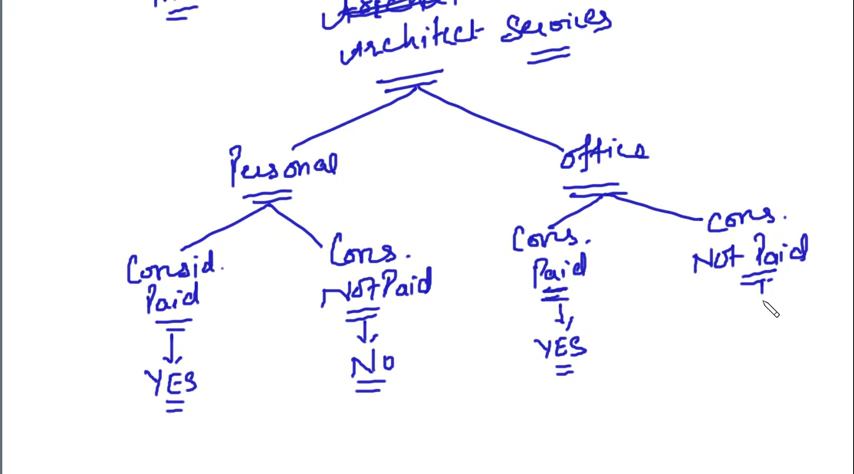 Architect Services
Personal
Office
Consid.
Paid
YES
Cons.
Not Paid
NO
Cons.
Paid
YES
Cons.
Not Paid